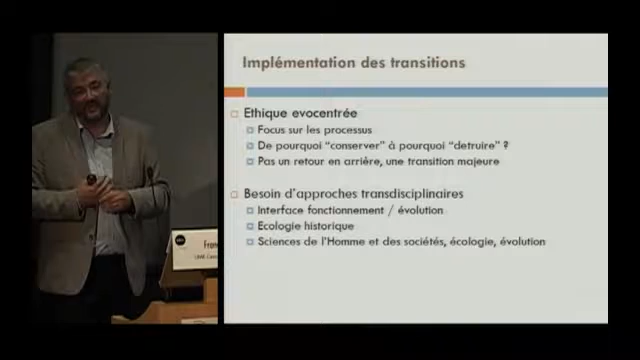 Implémentation des transitions
Ethique evocentrée
Focus sur les processus
De pourquoi “conserver” à pourquoi “detruire” ?
Pas un retour en arrière, une transition majeure
Besoin d’approches transdisciplinaires
Interface fonctionnement / évolution
Ecologie historique
Sciences de l’Homme et des sociétés, écologie, évolution
Fran